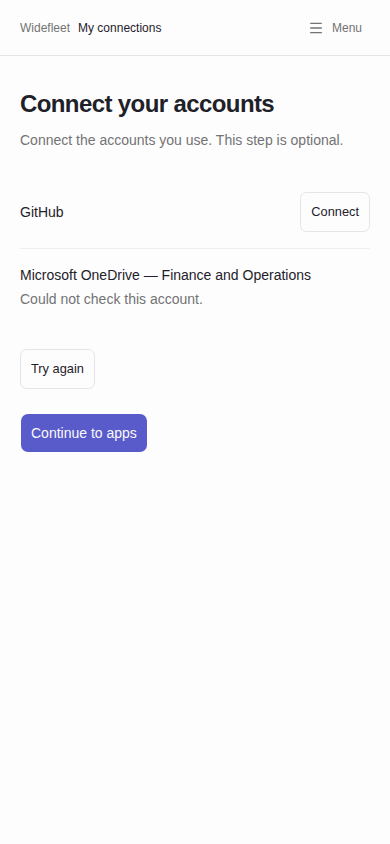 Widefleet My connections
Menu
Connect your accounts
Connect the accounts you use. This step is optional.
GitHub
Connect
Microsoft OneDrive — Finance and Operations
Could not check this account.
Try again
Continue to apps